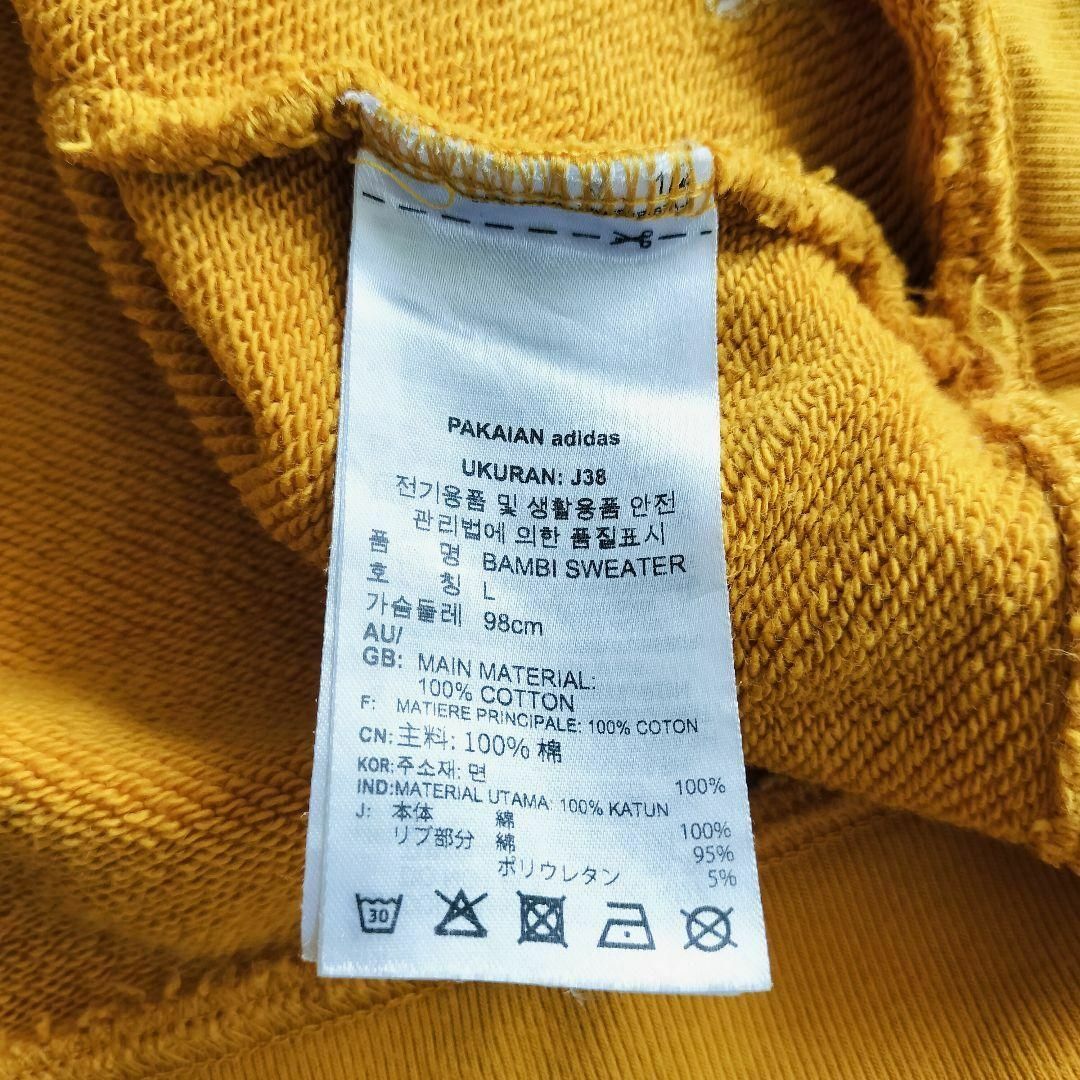 1/2
PAKAIAN adidas
UKURAN: J38
전기용품 및 생활용품 안전
관리법에 의한 품질표시
품 명 BAMBI SWEATER
호 칭 L
가슴둘레 98cm
AU/
GB: MAIN MATERIAL:
100% COTTON
F: MATIERE PRINCIPALE: 100% COTON
CN:主料: 100% 棉
KOR:주소재: 면 100%
IND:MATERIAL UTAMA: 100% KATUN
J: 本体 綿 100%
リブ部分 綿 95%
ポリウレタン 5%
30